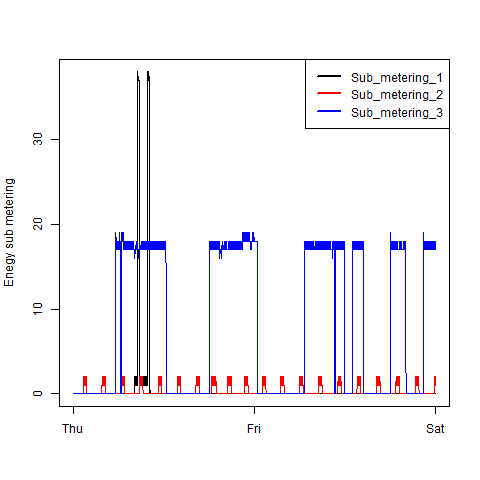 Sub_metering_1
Sub_metering_2
Sub_metering_3
Enegy sub metering
30
20
10
0
Thu
Fri
Sat